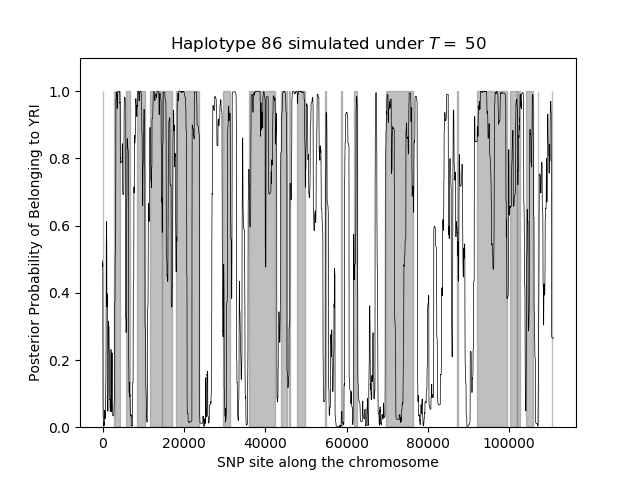 Haplotype 86 simulated under T = 50
Posterior Probability of Belonging to YRI
1.0
0.8
0.6
0.4
0.2
0.0
0 20000 40000 60000 80000 100000
SNP site along the chromosome